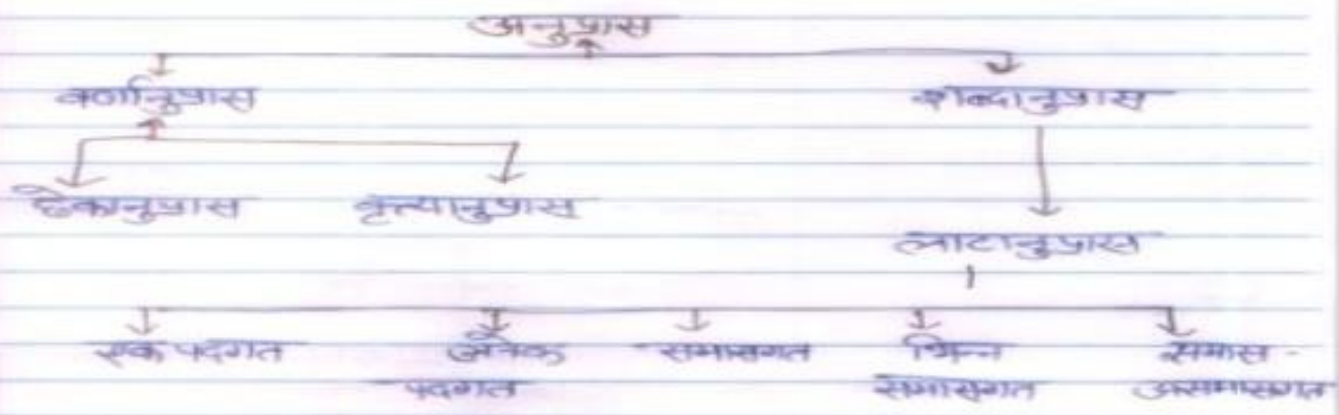 अनुप्रास
वर्णानुप्रास शब्दानुप्रास
छेकानुप्रास वृत्त्यानुप्रास
लाटानुप्रास
एक पदगत अनेक समासगत भिन्न समास-
पदगत समासगत असमासगत